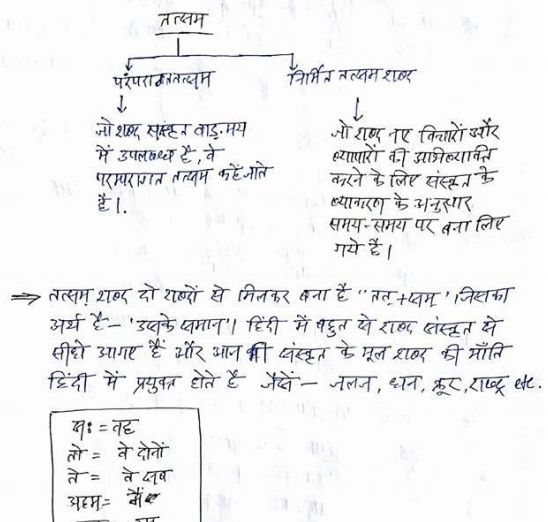 तत्सम
परंपरागत तत्सम
निर्मित तत्सम शब्द
जो शब्द संस्कृत वाङ्मय
में उपलब्ध है, वे
परम्परागत तत्सम कहे जाते
है।
जो शब्द नए विचारों और
व्यापारों की अभिव्यक्ति
करने के लिए संस्कृत के
व्याकरण के अनुसार
समय-समय पर बना लिए
गये है।
⇒ तत्सम् शब्द दो शब्दों से मिलकर बना है "तत् + सम्" जिसका
अर्थ है – 'उसके समान'। हिंदी में बहुत से शब्द संस्कृत से
सीधे आगए हैं और आज भी संस्कृत के मूल शब्द की भाँति
हिंदी में प्रयुक्त होते है जैसे – जलज, धन, क्रूर, राष्ट्र etc.
सः = वह
तो = वे दोनों
ते = वे सब
अहम = मैं